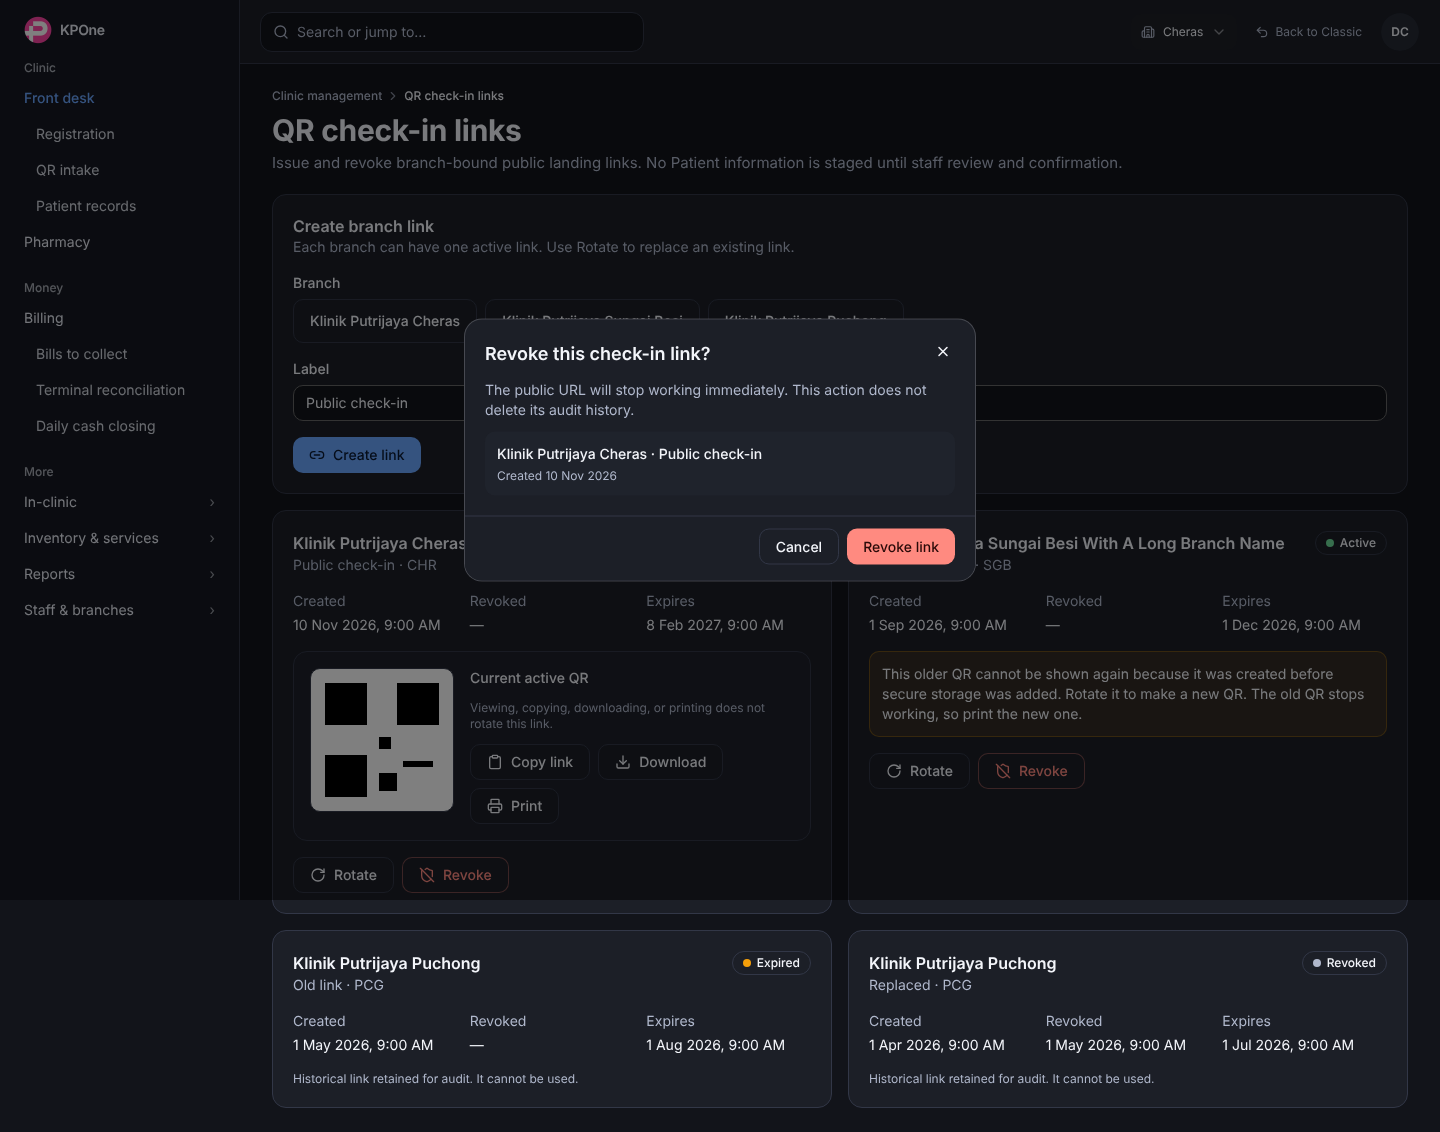 KPOne
Search or jump to...
Cheras
Back to Classic
DC
Clinic
Front desk
Registration
QR intake
Patient records
Pharmacy
Money
Billing
Bills to collect
Terminal reconciliation
Daily cash closing
More
In-clinic
Inventory & services
Reports
Staff & branches
Clinic management > QR check-in links
QR check-in links
Issue and revoke branch-bound public landing links. No Patient information is staged until staff review and confirmation.
Create branch link
Each branch can have one active link. Use Rotate to replace an existing link.
Branch
Klinik Putrijaya Cheras
Klinik Putrijaya Sungai Besi
Klinik Putrijaya Puchong
Label
Public check-in
Create link
Revoke this check-in link?
The public URL will stop working immediately. This action does not
delete its audit history.
Klinik Putrijaya Cheras · Public check-in
Created 10 Nov 2026
Cancel
Revoke link
Klinik Putrijaya Cheras
Public check-in · CHR
Created
Revoked
Expires
10 Nov 2026, 9:00 AM
—
8 Feb 2027, 9:00 AM
Current active QR
Viewing, copying, downloading, or printing does not
rotate this link.
Copy link
Download
Print
Rotate
Revoke
a Sungai Besi With A Long Branch Name
Active
· SGB
Created
Revoked
Expires
1 Sep 2026, 9:00 AM
—
1 Dec 2026, 9:00 AM
This older QR cannot be shown again because it was created before
secure storage was added. Rotate it to make a new QR. The old QR stops
working, so print the new one.
Rotate
Revoke
Klinik Putrijaya Puchong
Expired
Old link · PCG
Created
Revoked
Expires
1 May 2026, 9:00 AM
—
1 Aug 2026, 9:00 AM
Historical link retained for audit. It cannot be used.
Klinik Putrijaya Puchong
Revoked
Replaced · PCG
Created
Revoked
Expires
1 Apr 2026, 9:00 AM
1 May 2026, 9:00 AM
1 Jul 2026, 9:00 AM
Historical link retained for audit. It cannot be used.